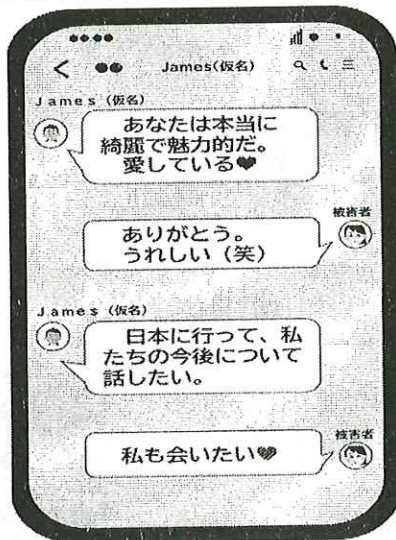 James(仮名)
James(仮名)
あなたは本当に
綺麗で魅力的だ。
愛している♥
被害者
ありがとう。
うれしい(笑)
James(仮名)
日本に行って、私
たちの今後について
話したい。
被害者
私も会いたい♥